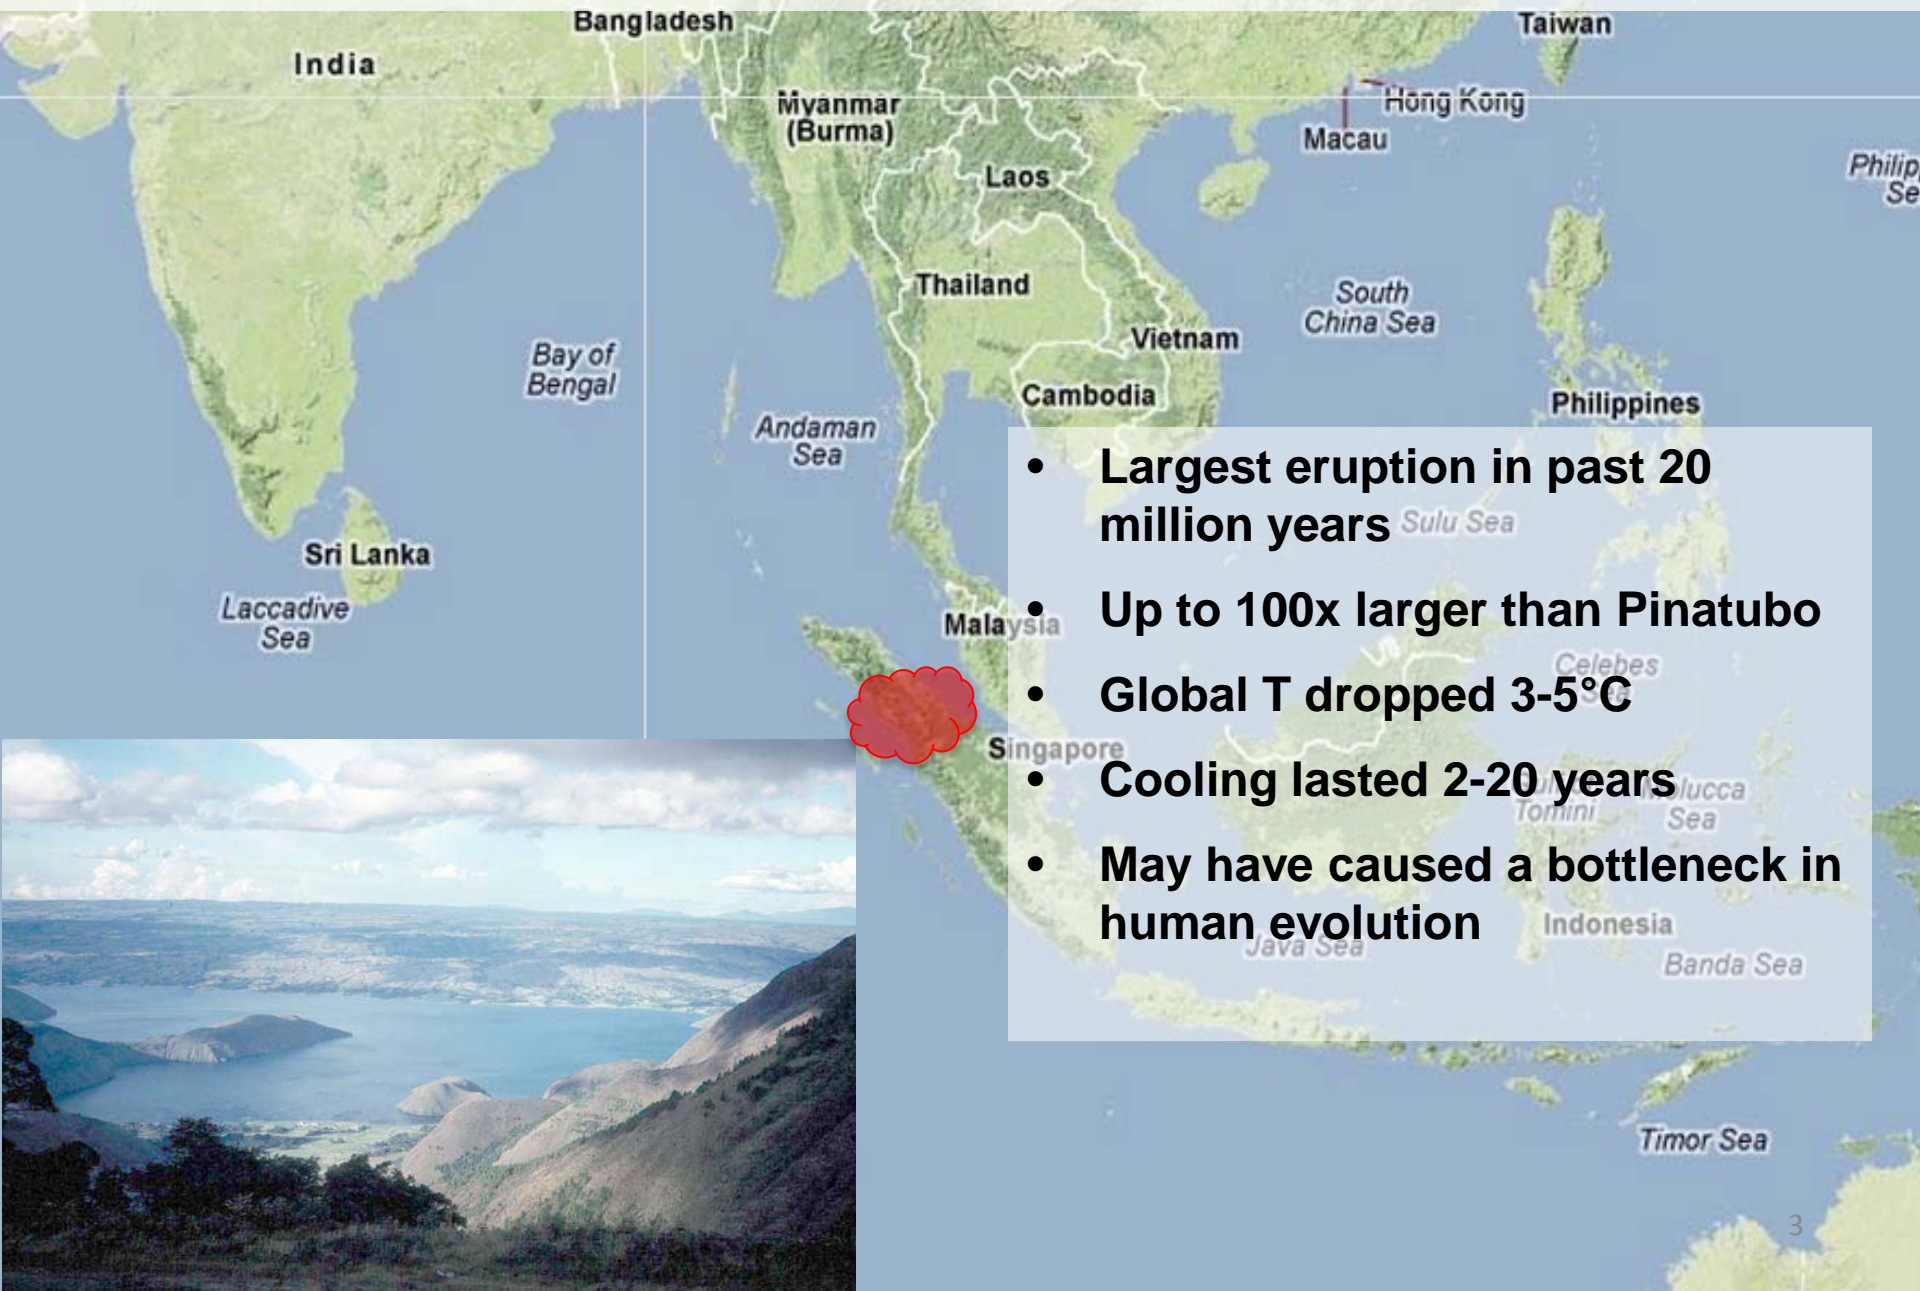 Bangladesh
Taiwan
India
Myanmar
(Burma)
Hong Kong
Macau
Laos
Thailand
South
China Sea
Vietnam
Bay of
Bengal
Cambodia
Philippines
Andaman
Sea
• Largest eruption in past 20
million years
Sulu Sea
Sri Lanka
Laccadive
Sea
Malaysia
• Up to 100x larger than Pinatubo
Celebes
Sea
• Global T dropped 3-5°C
Singapore
• Cooling lasted 2-20 years
Tomini
Molucca
Sea
• May have caused a bottleneck in
human evolution
Indonesia
Java Sea
Banda Sea
Timor Sea
3